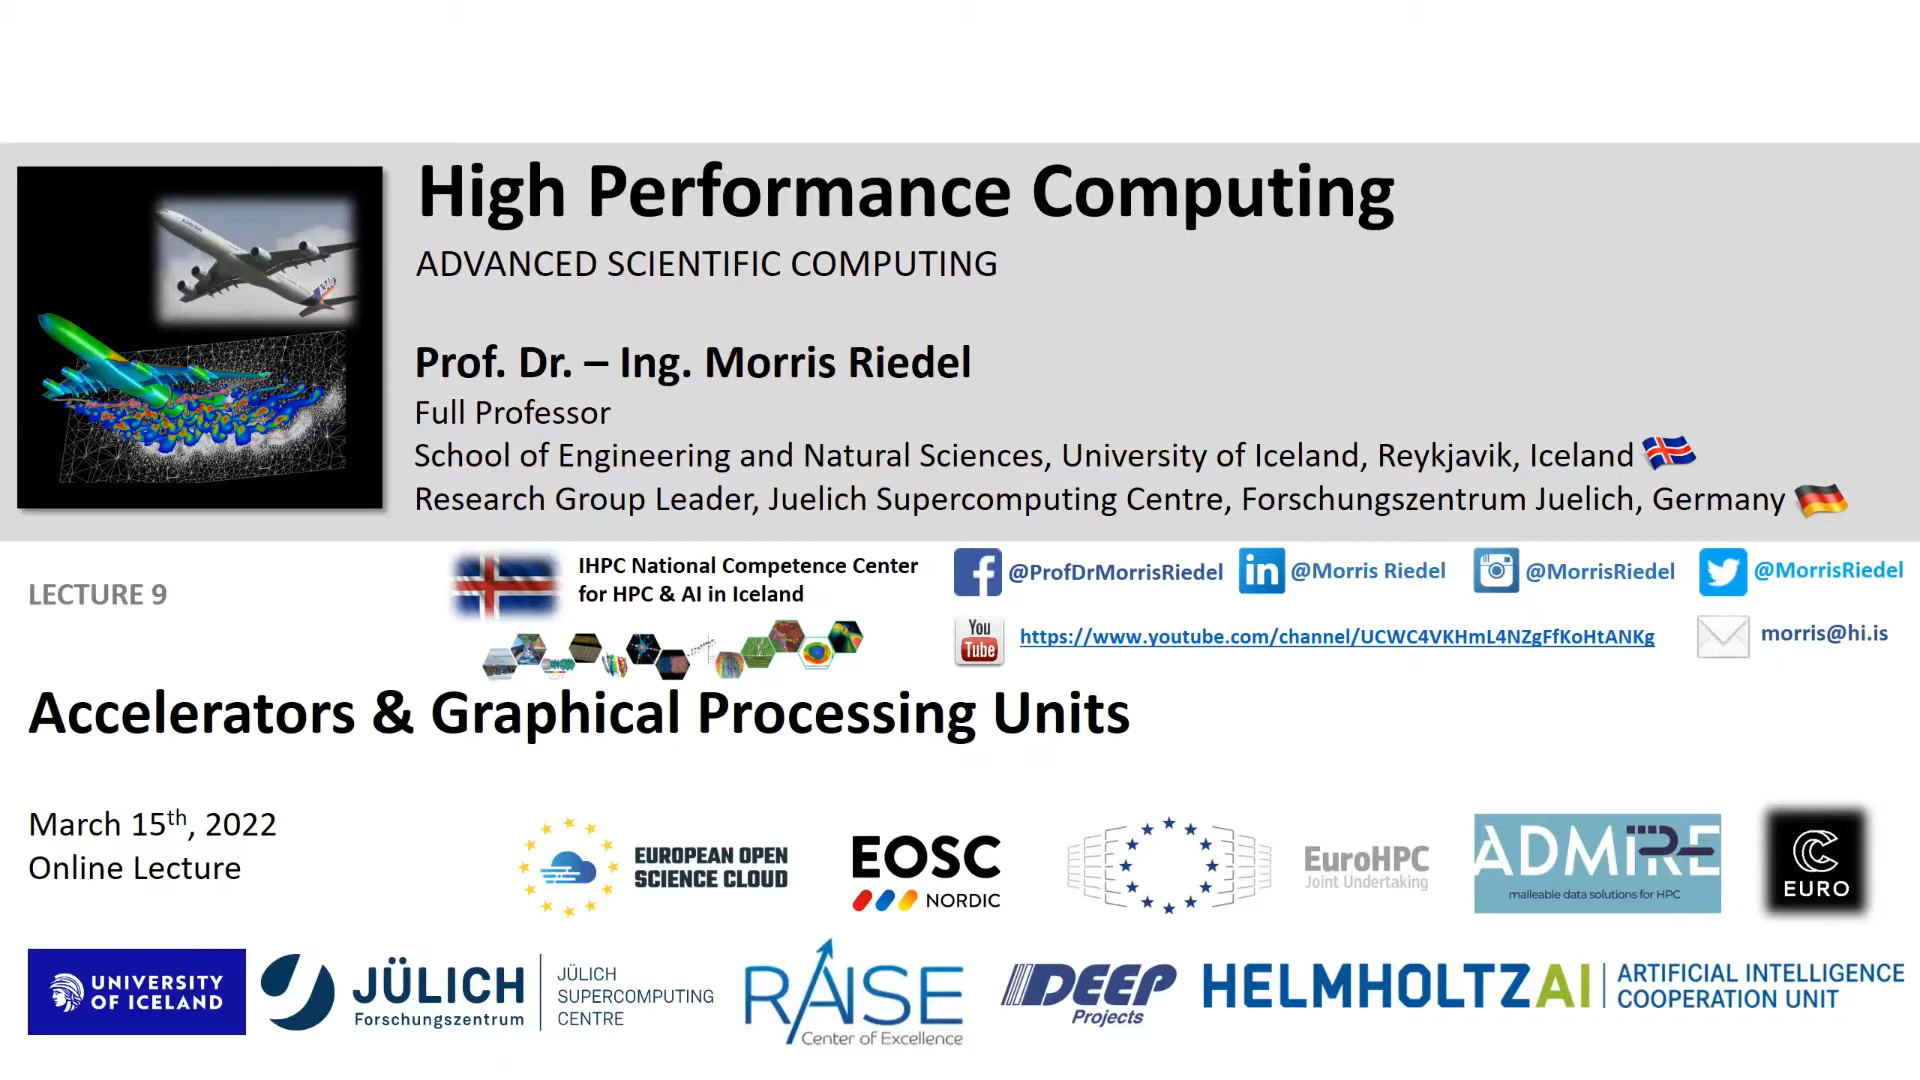 High Performance Computing
ADVANCED SCIENTIFIC COMPUTING
Prof. Dr. – Ing. Morris Riedel
Full Professor
School of Engineering and Natural Sciences, University of Iceland, Reykjavik, Iceland
Research Group Leader, Juelich Supercomputing Centre, Forschungszentrum Juelich, Germany
LECTURE 9
IHPC National Competence Center
for HPC & AI in Iceland
@ProfDrMorrisRiedel
in @Morris Riedel
@MorrisRiedel
@MorrisRiedel
You
Tube
https://www.youtube.com/channel/UCWC4VKHmL4NZgFfKoHtANKg
morris@hi.is
Accelerators & Graphical Processing Units
March 15th, 2022
Online Lecture
EUROPEAN OPEN
SCIENCE CLOUD
EOSC
NORDIC
EuroHPC
Joint Undertaking
ADMIRE
malleable data solutions for HPC
EURO
UNIVERSITY
OF ICELAND
JÜLICH
Forschungszentrum
JÜLICH
SUPERCOMPUTING
CENTRE
RAISE
Center of Excellence
DEEP
Projects
HELMHOLTZAI
ARTIFICIAL INTELLIGENCE
COOPERATION UNIT